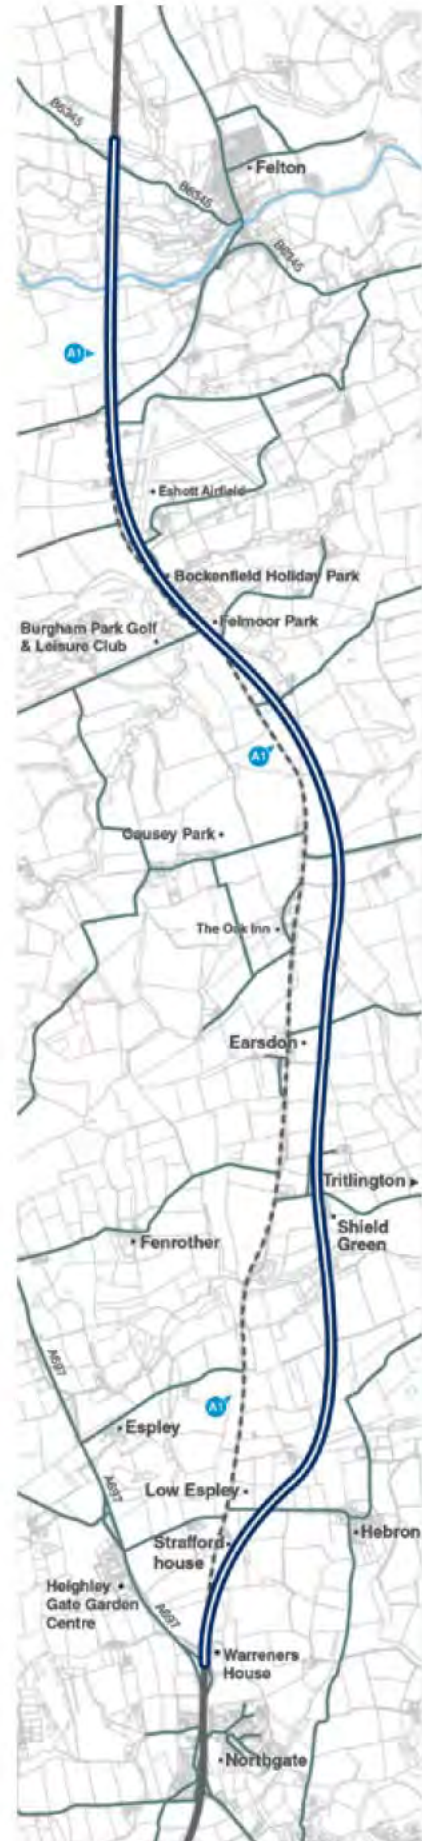 B6345
Felton
B6345
B6345
A1
Eshott Airfield
Bockenfield Holiday Park
Felmoor Park
Burgham Park Golf
& Leisure Club
A1
Causey Park
The Oak Inn
Earsdon
Tritlington
Shield
Green
Fenrother
A697
A1
Espley
A697
Low Espley
Hebron
Strafford
house
Heighley
Gate Garden
Centre
A697
Warreners
House
Northgate